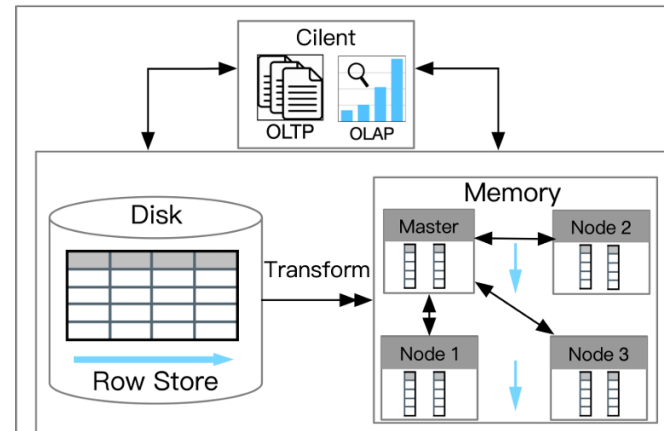 Cilent
OLTP
OLAP
Disk
Row Store
Transform
Memory
Master
Node 2
Node 1
Node 3